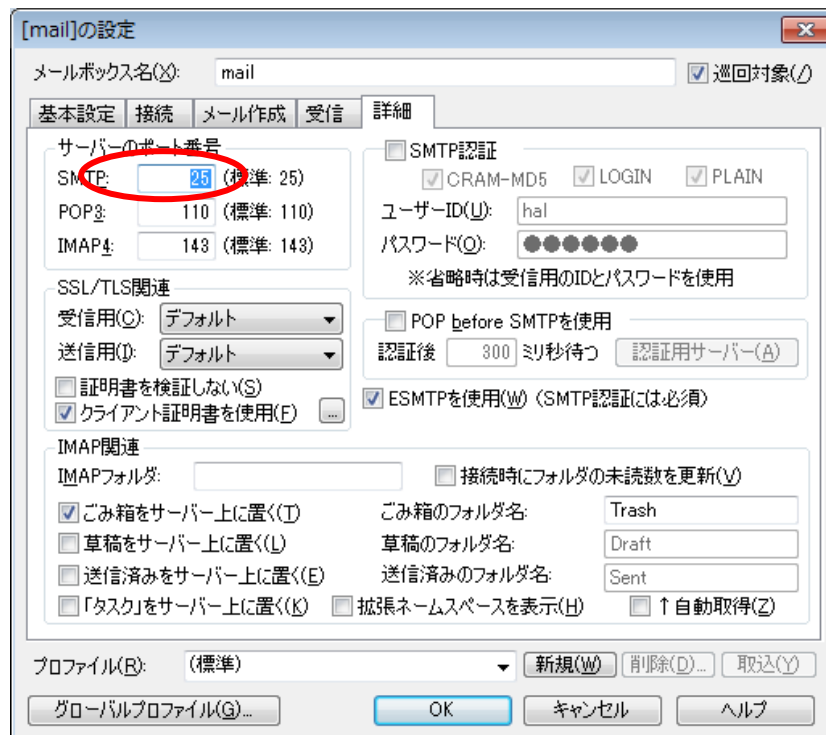 [mail]の設定
メールボックス名(X): mail 巡回対象(/)
基本設定 接続 メール作成 受信 詳細
サーバーのポート番号
SMTP: 25 (標準: 25)
POP3: 110 (標準: 110)
IMAP4: 143 (標準: 143)
SSL/TLS関連
受信用(C): デフォルト
送信用(I): デフォルト
証明書を検証しない(S)
クライアント証明書を使用(F) ...
SMTP認証
CRAM-MD5 LOGIN PLAIN
ユーザーID(U): hal
パスワード(O): ●●●●●●
※省略時は受信用のIDとパスワードを使用
POP before SMTPを使用
認証後 300 ミリ秒待つ 認証用サーバー(A)
ESMTPを使用(W) (SMTP認証には必須)
IMAP関連
IMAPフォルダ: 接続時にフォルダの未読数を更新(V)
ごみ箱をサーバー上に置く(T) ごみ箱のフォルダ名: Trash
草稿をサーバー上に置く(L) 草稿のフォルダ名: Draft
送信済みをサーバー上に置く(E) 送信済みのフォルダ名: Sent
「タスク」をサーバー上に置く(K) 拡張ネームスペースを表示(H) ↑自動取得(Z)
プロファイル(R): (標準) 新規(W) 削除(D)... 取込(Y)
グローバルプロファイル(G)... OK キャンセル ヘルプ